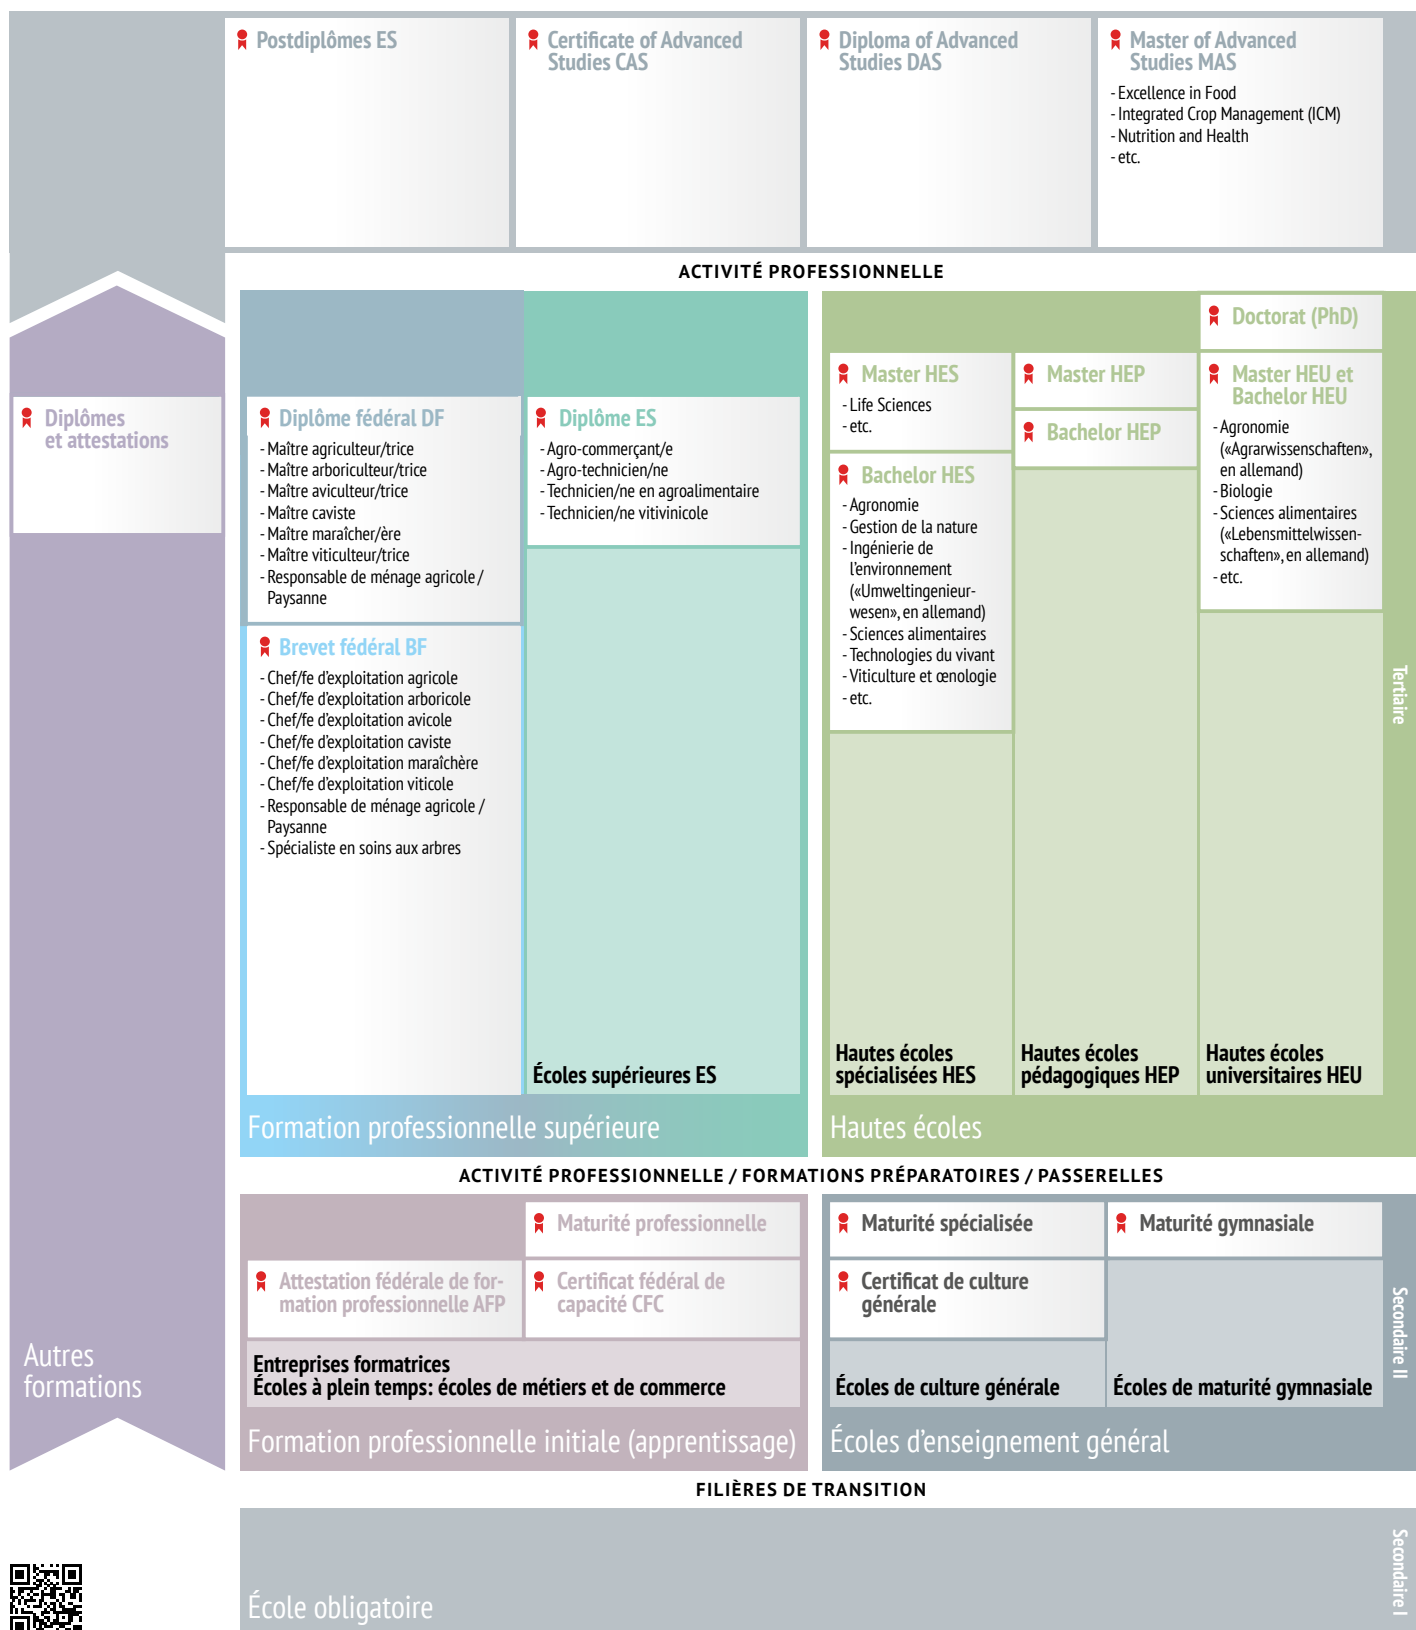 Postdiplômes ES
Certificate of Advanced
Studies CAS
Diploma of Advanced
Studies DAS
Master of Advanced
Studies MAS
- Excellence in Food
- Integrated Crop Management (ICM)
- Nutrition and Health
- etc.
ACTIVITÉ PROFESSIONNELLE
Diplômes
et attestations
Diplôme fédéral DF
- Maître agriculteur/trice
- Maître arboriculteur/trice
- Maître aviculteur/trice
- Maître caviste
- Maître maraîcher/ère
- Maître viticulteur/trice
- Responsable de ménage agricole /
Paysanne
Brevet fédéral BF
- Chef/fe d'exploitation agricole
- Chef/fe d'exploitation arboricole
- Chef/fe d'exploitation avicole
- Chef/fe d'exploitation caviste
- Chef/fe d'exploitation maraîchère
- Chef/fe d'exploitation viticole
- Responsable de ménage agricole /
Paysanne
- Spécialiste en soins aux arbres
Diplôme ES
- Agro-commerçant/e
- Agro-technicien/ne
- Technicien/ne en agroalimentaire
- Technicien/ne vitivinicole
Écoles supérieures ES
Formation professionnelle supérieure
Master HES
- Life Sciences
- etc.
Bachelor HES
- Agronomie
- Gestion de la nature
- Ingénierie de
l'environnement
(«Umweltingenieur-
wesen», en allemand)
- Sciences alimentaires
- Technologies du vivant
- Viticulture et œnologie
- etc.
Hautes écoles
spécialisées HES
Master HEP
Bachelor HEP
Hautes écoles
pédagogiques HEP
Doctorat (PhD)
Master HEU et
Bachelor HEU
- Agronomie
(«Agrarwissenschaften»,
en allemand)
- Biologie
- Sciences alimentaires
(«Lebensmittelwissen-
schaften», en allemand)
- etc.
Hautes écoles
universitaires HEU
Hautes écoles
Tertiaire
ACTIVITÉ PROFESSIONNELLE / FORMATIONS PRÉPARATOIRES / PASSERELLES
Autres
formations
Maturité professionnelle
Attestation fédérale de for-
mation professionnelle AFP
Certificat fédéral de
capacité CFC
Entreprises formatrices
Écoles à plein temps: écoles de métiers et de commerce
Formation professionnelle initiale (apprentissage)
Maturité spécialisée
Certificat de culture
générale
Écoles de culture générale
Maturité gymnasiale
Écoles de maturité gymnasiale
Écoles d'enseignement général
Secondaire II
FILIÈRES DE TRANSITION
École obligatoire
Secondaire I